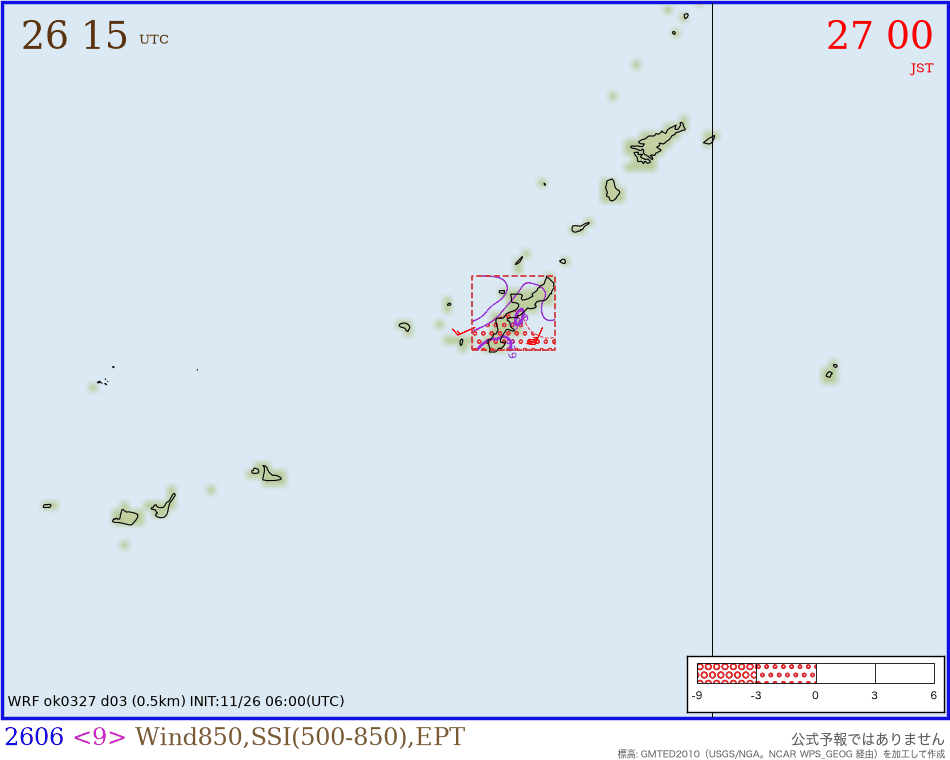 26 15 UTC
27 00
JST
9
WRF ok0327 d03 (0.5km) INIT:11/26 06:00(UTC)
-9 -3 0 3 6
2606 <9> Wind850,SSI(500-850),EPT
公式予報ではありません
標高: GMTED2010（USGS/NGA。NCAR WPS_GEOG 経由）を加工して作成